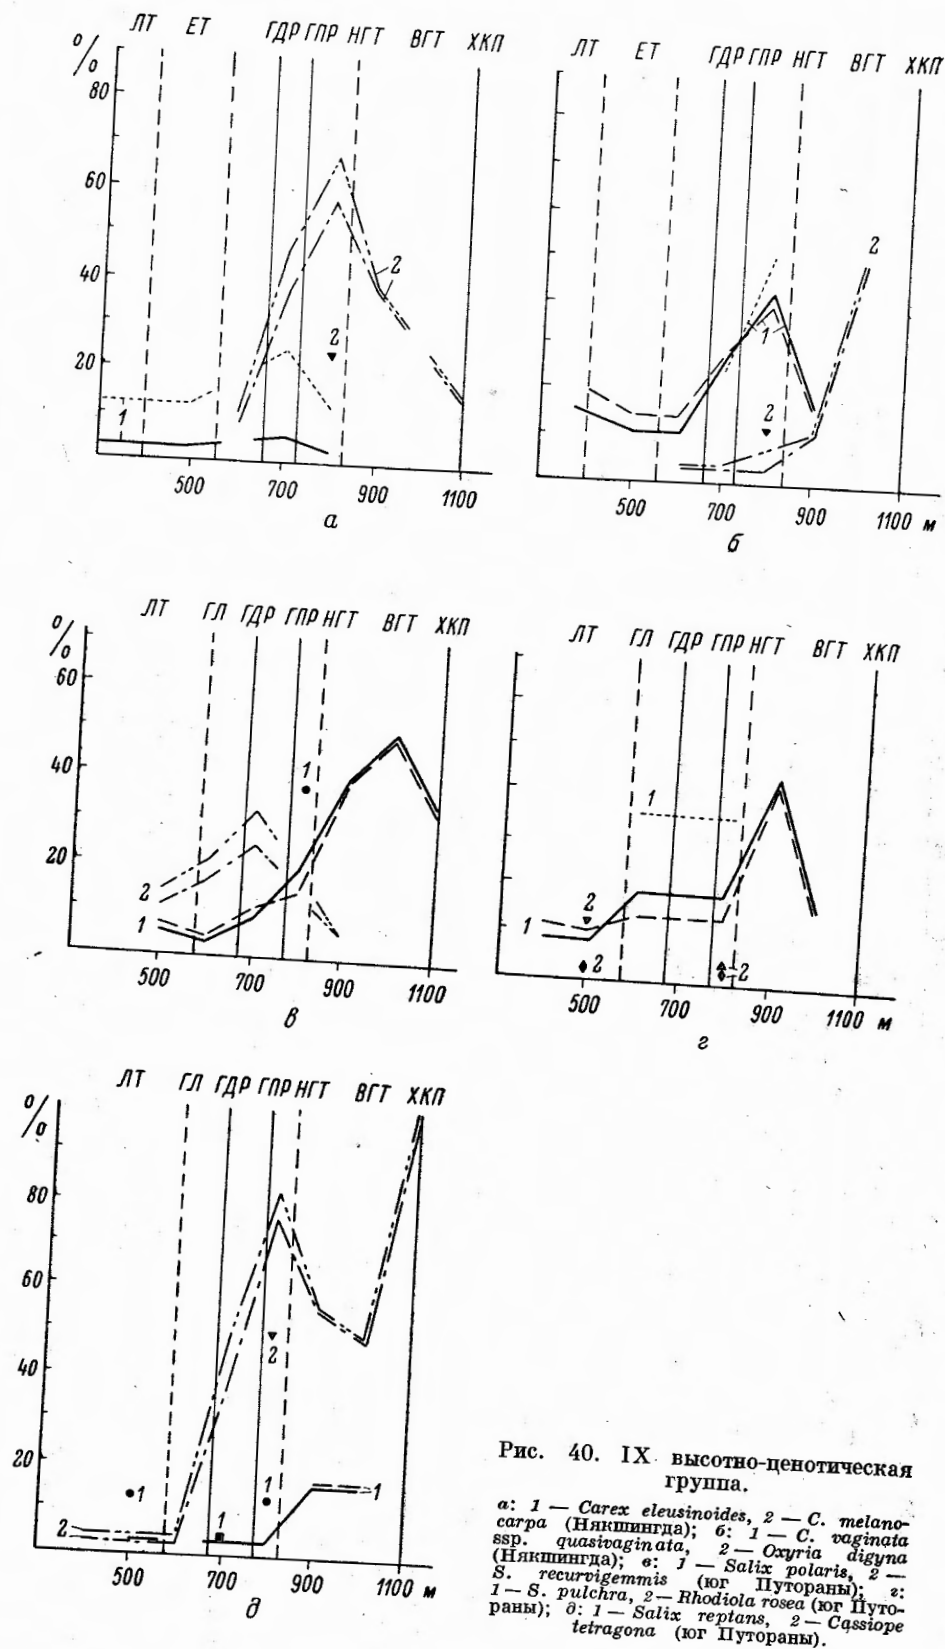 ЛТ ЕТ ГДР ГПР НГТ ВГТ ХКП
%
80
60
40
20
1
2
2
500 700 900 1100
а
ЛТ ЕТ ГДР ГПР НГТ ВГТ ХКП
2
1
2
500 700 900 1100 м
б
ЛТ ГЛ ГДР ГПР НГТ ВГТ ХКП
%
60
40
20
1
2
1
500 700 900 1100
в
ЛТ ГЛ ГДР ГПР НГТ ВГТ ХКП
1
2
1
2
2
500 700 900 1100 м
г
ЛТ ГЛ ГДР ГПР НГТ ВГТ ХКП
%
80
60
40
20
2
1
1
1
1
2
500 700 900 1100 м
д
Рис. 40. IX высотно-ценотическая
группа.
а: 1 — Carex eleusinoides, 2 — C. melano-
carpa (Някшингда); б: 1 — C. vaginata
ssp. quasivaginata, 2 — Oxyria digyna
(Някшингда); в: 1 — Salix polaris, 2 —
S. recurvigemmis (юг Путораны); г:
1 — S. pulchra, 2 — Rhodiola rosea (юг Путо-
раны); д: 1 — Salix reptans, 2 — Cassiope
tetragona (юг Путораны).